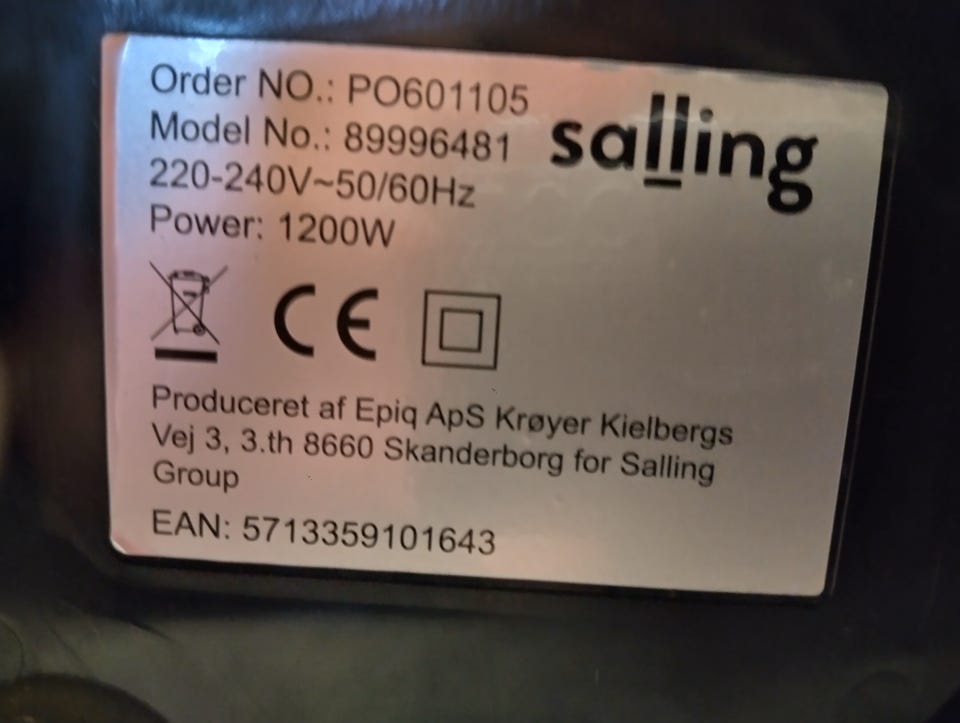 Order NO.: PO601105
salling
Model No.: 89996481
220-240V~50/60Hz
Power: 1200W
CE
Produceret af Epiq ApS Krøyer Kielbergs
Vej 3, 3.th 8660 Skanderborg for Salling
Group
EAN: 5713359101643